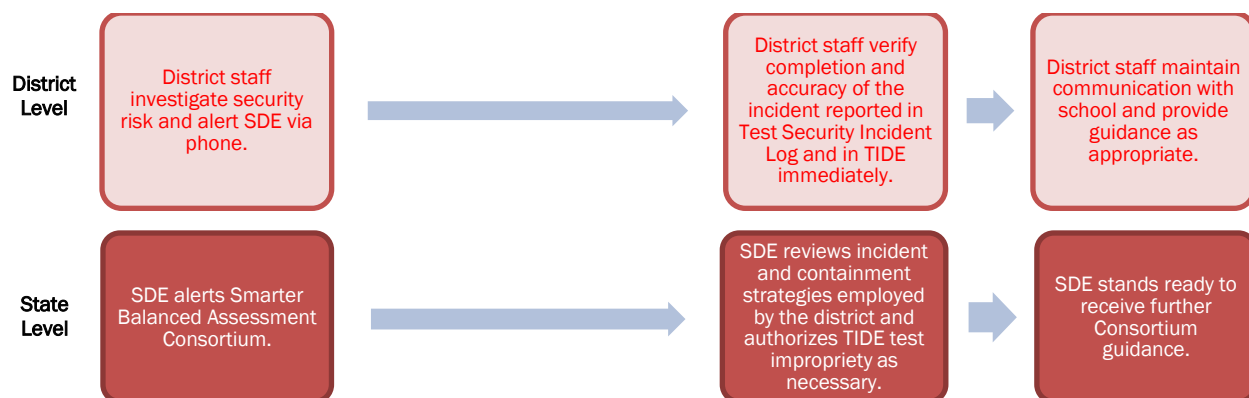 District
Level
District staff
investigate security
risk and alert SDE via
phone.
District staff verify
completion and
accuracy of the
incident reported in
Test Security Incident
Log and in TIDE
immediately.
District staff maintain
communication with
school and provide
guidance as
appropriate.
State
Level
SDE alerts Smarter
Balanced Assessment
Consortium.
SDE reviews incident
and containment
strategies employed
by the district and
authorizes TIDE test
impropriety as
necessary.
SDE stands ready to
receive further
Consortium
guidance.